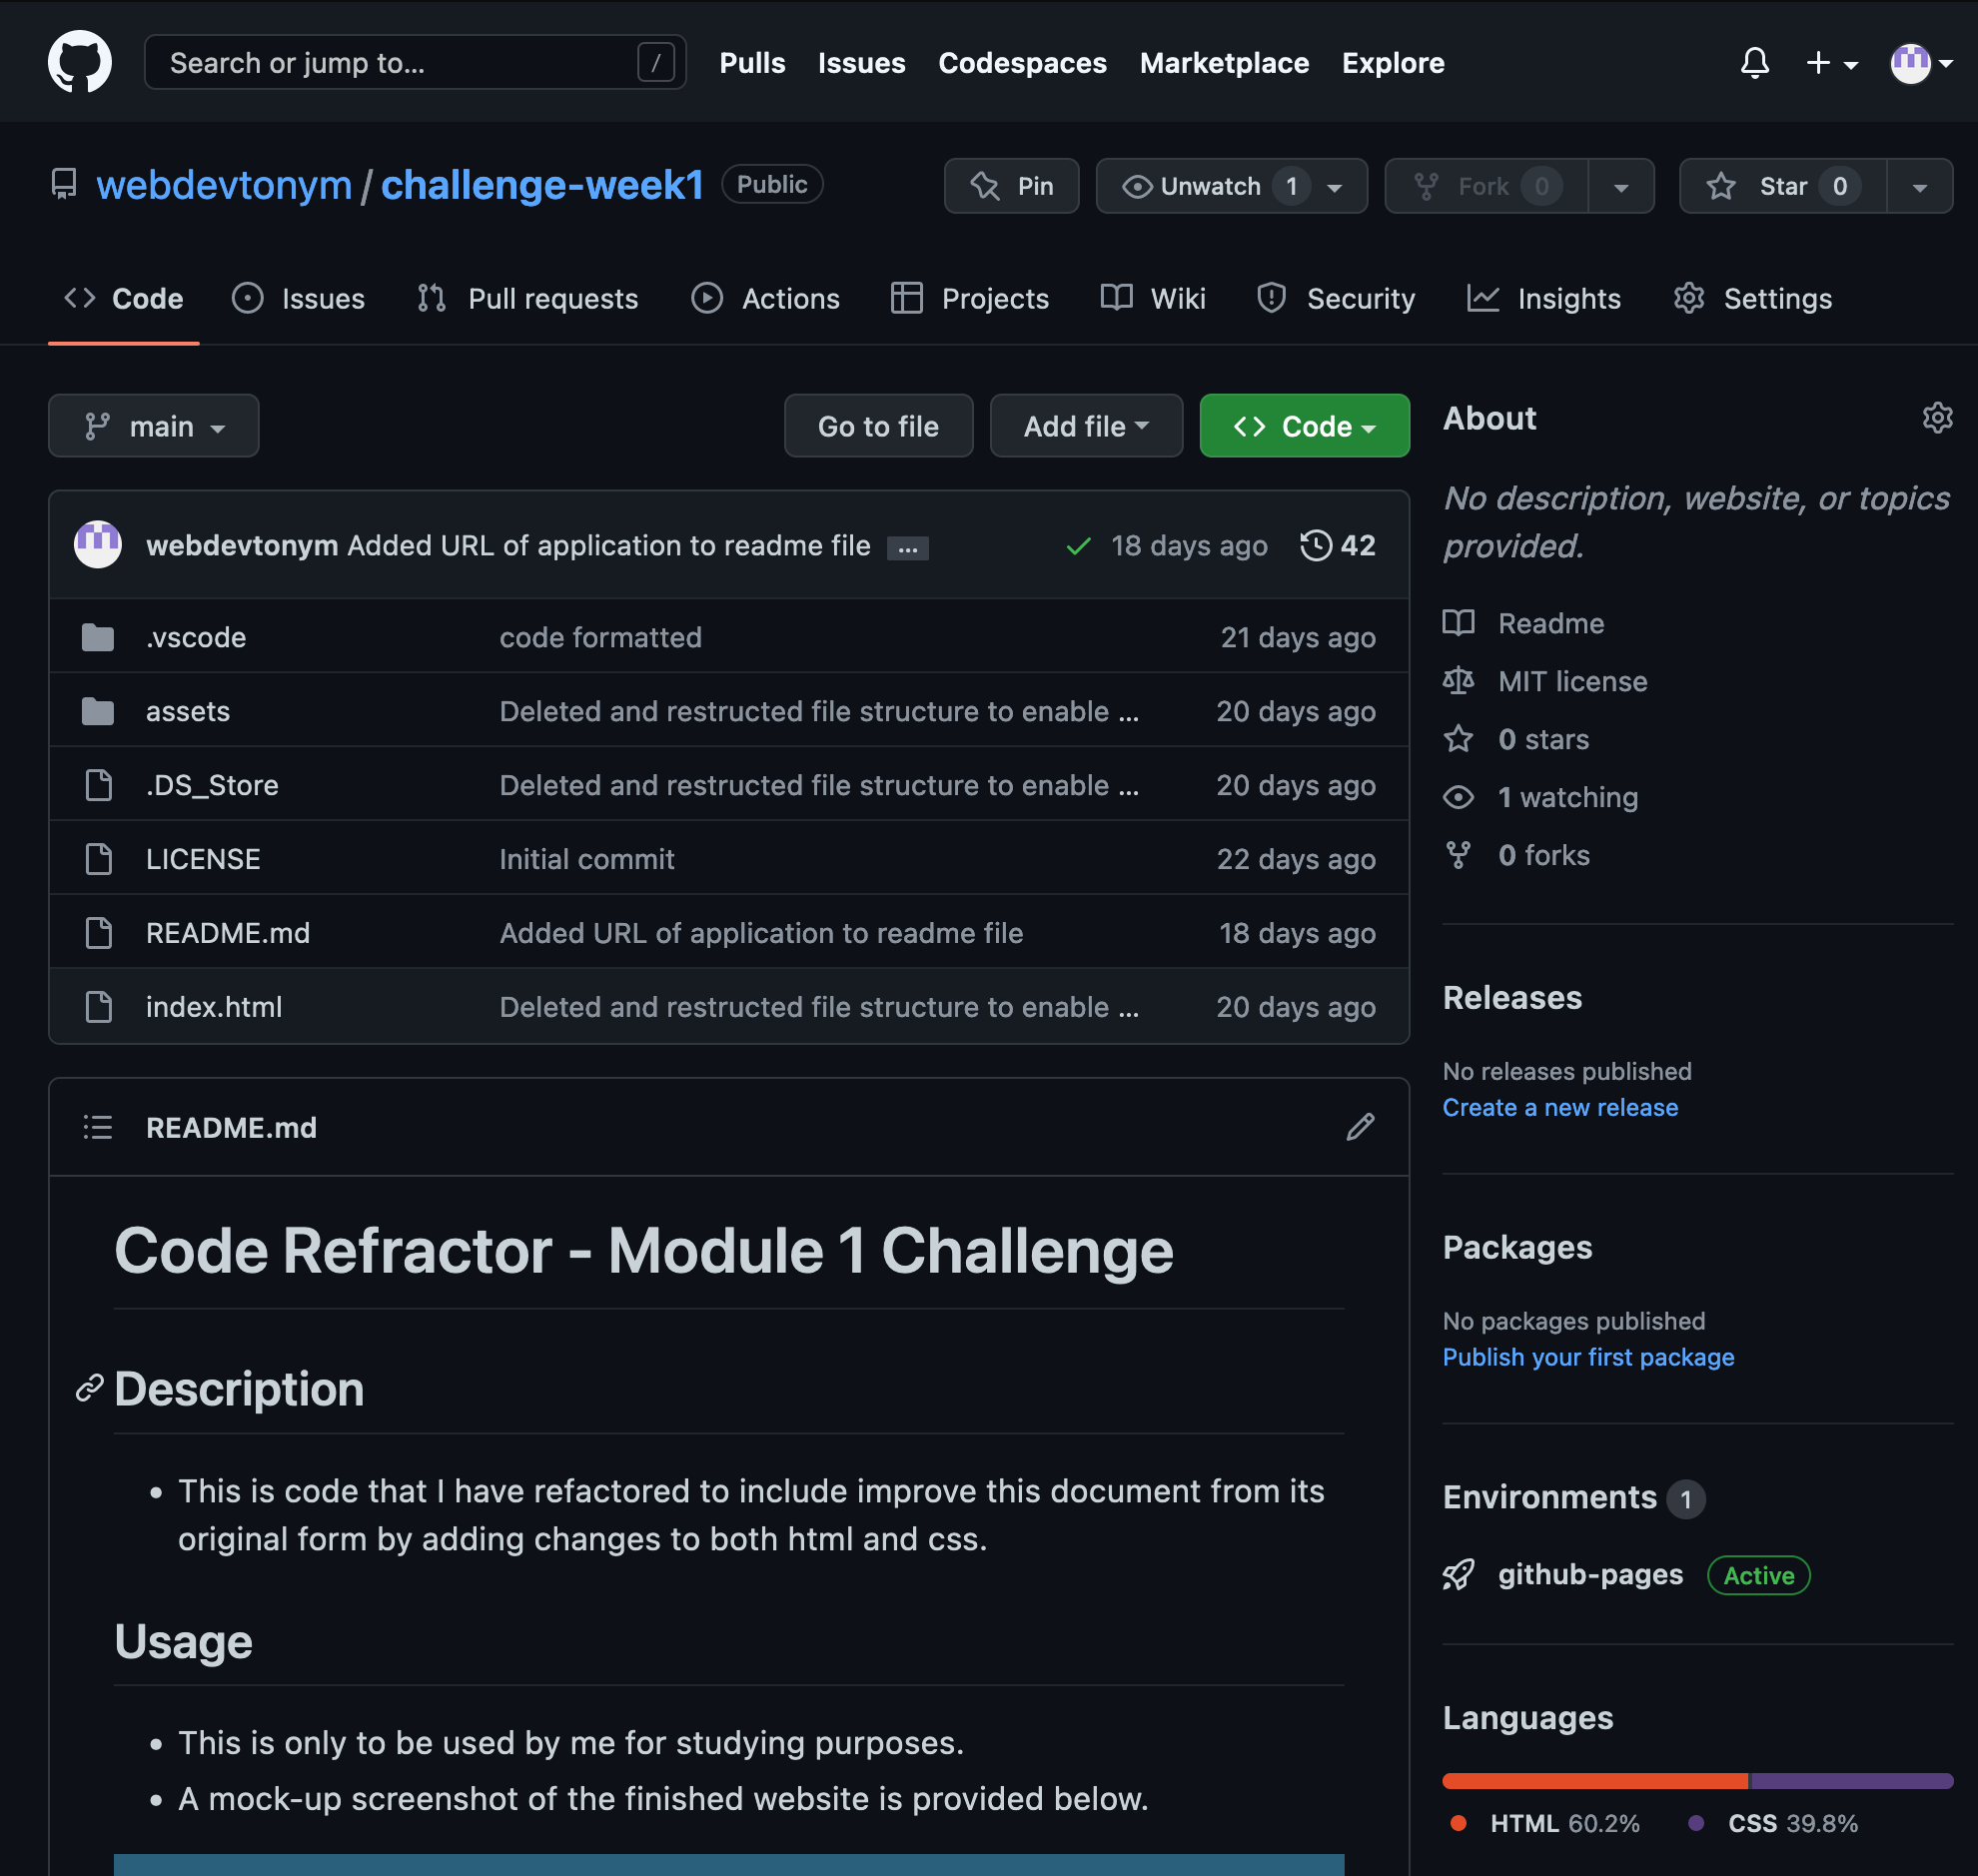 Search or jump to... /
Pulls Issues Codespaces Marketplace Explore
webdevtonym / challenge-week1 Public
Pin Unwatch 1 Fork 0 Star 0
Code Issues Pull requests Actions Projects Wiki Security Insights Settings
main Go to file Add file Code
webdevtonym Added URL of application to readme file ... 18 days ago 42
.vscode code formatted 21 days ago
assets Deleted and restructed file structure to enable ... 20 days ago
.DS_Store Deleted and restructed file structure to enable ... 20 days ago
LICENSE Initial commit 22 days ago
README.md Added URL of application to readme file 18 days ago
index.html Deleted and restructed file structure to enable ... 20 days ago
README.md
Code Refractor - Module 1 Challenge
Description
This is code that I have refactored to include improve this document from its
original form by adding changes to both html and css.
Usage
This is only to be used by me for studying purposes.
A mock-up screenshot of the finished website is provided below.
About
No description, website, or topics
provided.
Readme
MIT license
0 stars
1 watching
0 forks
Releases
No releases published
Create a new release
Packages
No packages published
Publish your first package
Environments 1
github-pages Active
Languages
HTML 60.2% CSS 39.8%